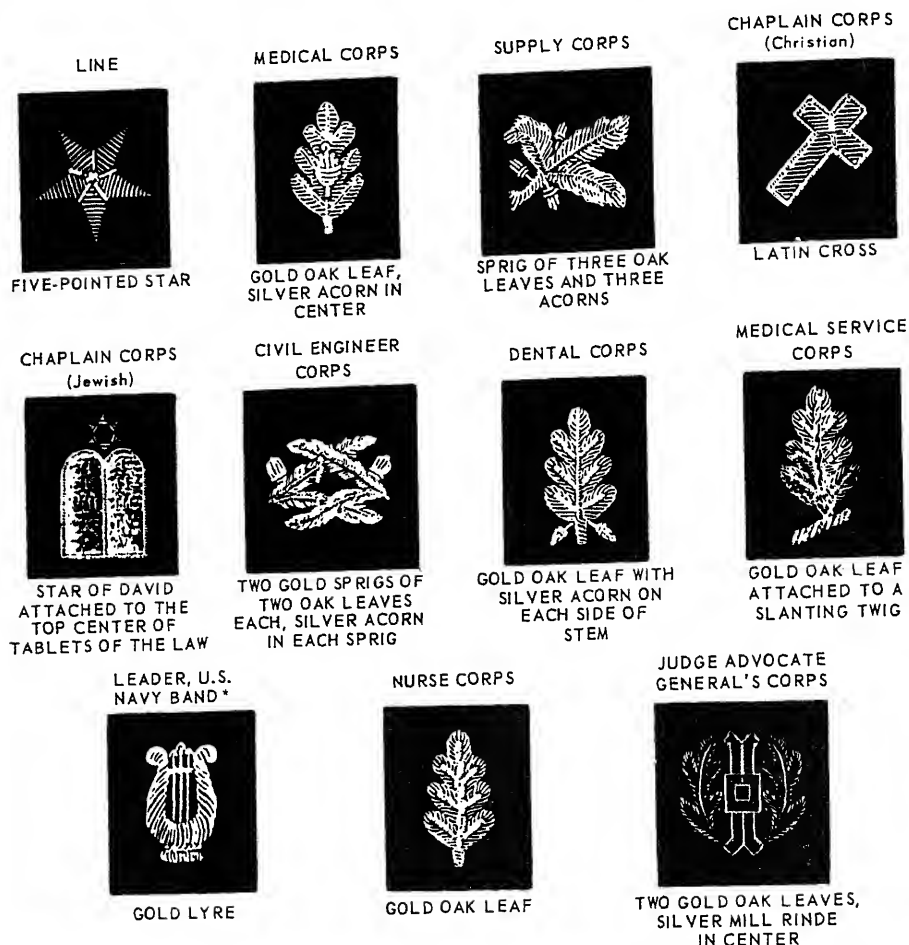 LINE
FIVE-POINTED STAR
MEDICAL CORPS
GOLD OAK LEAF,
SILVER ACORN IN
CENTER
SUPPLY CORPS
SPRIG OF THREE OAK
LEAVES AND THREE
ACORNS
CHAPLAIN CORPS
(Christian)
LATIN CROSS
CHAPLAIN CORPS
(Jewish)
STAR OF DAVID
ATTACHED TO THE
TOP CENTER OF
TABLETS OF THE LAW
CIVIL ENGINEER
CORPS
TWO GOLD SPRIGS OF
TWO OAK LEAVES
EACH, SILVER ACORN
IN EACH SPRIG
DENTAL CORPS
GOLD OAK LEAF WITH
SILVER ACORN ON
EACH SIDE OF
STEM
MEDICAL SERVICE
CORPS
GOLD OAK LEAF
ATTACHED TO A
SLANTING TWIG
LEADER, U.S.
NAVY BAND*
GOLD LYRE
NURSE CORPS
GOLD OAK LEAF
JUDGE ADVOCATE
GENERAL'S CORPS
TWO GOLD OAK LEAVES,
SILVER MILL RINDE
IN CENTER